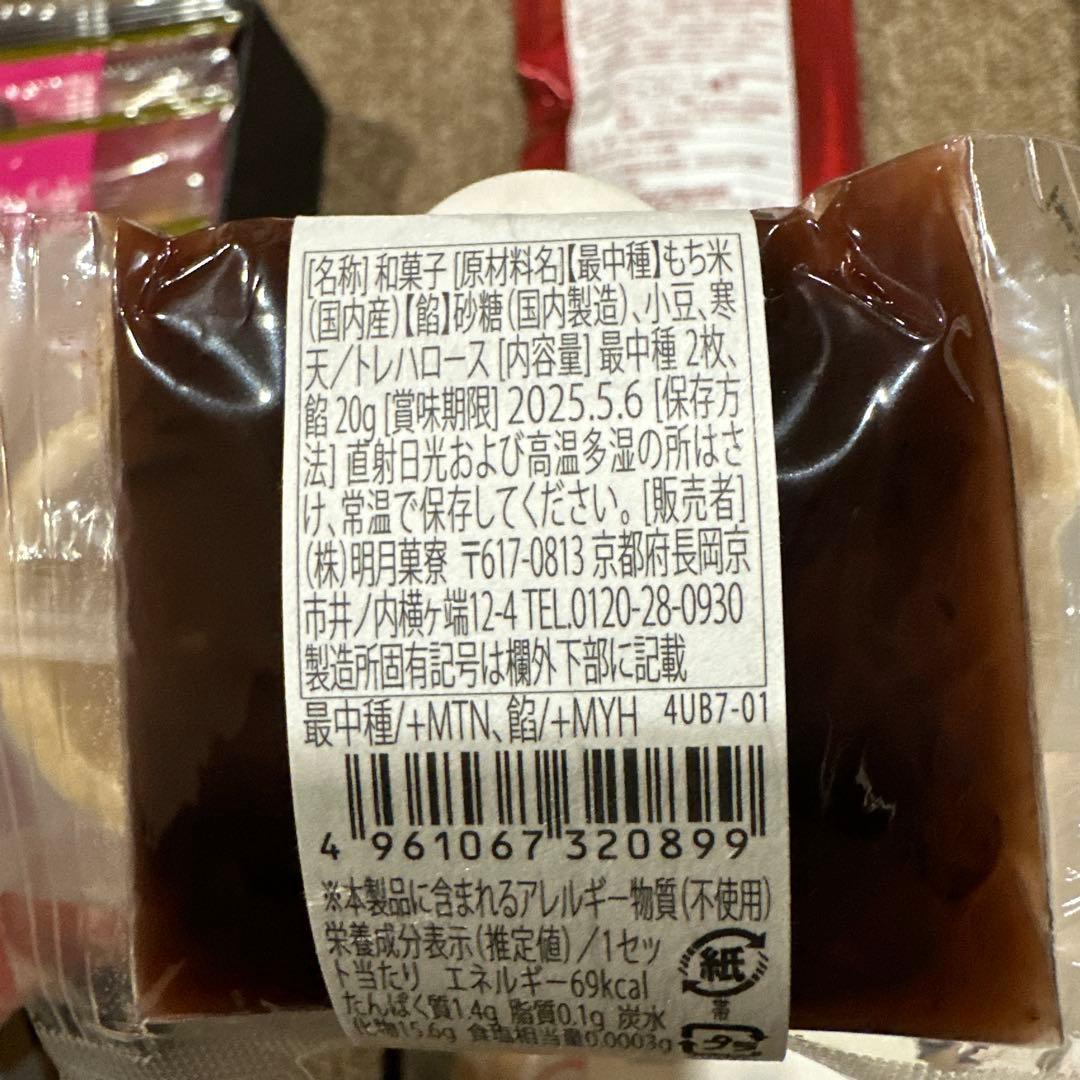 [名称] 和菓子 [原材料名]【最中種】もち米
(国内産)【餡】砂糖(国内製造)、小豆、寒
天／トレハロース [内容量] 最中種 2枚、
餡 20g [賞味期限] 2025.5.6 [保存方
法] 直射日光および高温多湿の所はさ
け、常温で保存してください。[販売者]
(株)明月菓寮 〒617-0813 京都府長岡京
市井ノ内横ヶ端12-4 TEL.0120-28-0930
製造所固有記号は欄外下部に記載
最中種/+MTN、餡/+MYH 4UB7-01
4 961067 320899
※本製品に含まれるアレルギー物質(不使用)
栄養成分表示(推定値)／1セッ
ト当たり エネルギー69kcal
たんぱく質1.4g 脂質0.1g 炭水
化物15.6g 食塩相当量0.0003g
紙
帯